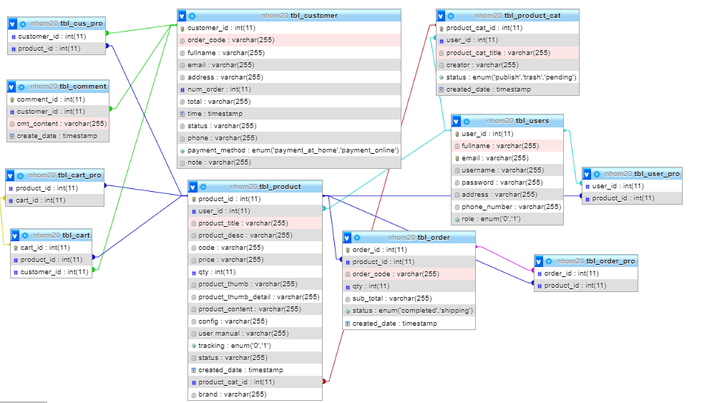 nhom20 tbl_cus_pro
customer_id : int(11)
product_id : int(11)
nhom20 tbl_comment
comment_id : int(11)
customer_id : int(11)
cmt_content : varchar(255)
create_date : timestamp
nhom20 tbl_cart_pro
product_id : int(11)
cart_id : int(11)
nhom20 tbl_cart
cart_id : int(11)
product_id : int(11)
customer_id : int(11)
nhom20 tbl_customer
customer_id : int(11)
order_code : varchar(255)
fullname : varchar(255)
email : varchar(255)
address : varchar(255)
num_order : int(11)
total : varchar(255)
time : timestamp
status : varchar(255)
phone : varchar(255)
payment_method : enum('payment_at_home','payment_online')
note : varchar(255)
nhom20 tbl_product
product_id : int(11)
user_id : int(11)
product_title : varchar(255)
product_desc : varchar(255)
code : varchar(255)
price : varchar(255)
qty : int(11)
product_thumb : varchar(255)
product_thumb_detail : varchar(255)
product_content : varchar(255)
config : varchar(255)
user manual : varchar(255)
tracking : enum('0','1')
status : varchar(255)
created_date : timestamp
product_cat_id : int(11)
brand : varchar(255)
nhom20 tbl_order
order_id : int(11)
product_id : int(11)
order_code : varchar(255)
qty : int(11)
sub_total : varchar(255)
status : enum('completed','shipping')
created_date : timestamp
nhom20 tbl_product_cat
product_cat_id : int(11)
user_id : int(11)
product_cat_title : varchar(255)
creator : varchar(255)
status : enum('publish','trash','pending')
created_date : timestamp
nhom20 tbl_users
user_id : int(11)
fullname : varchar(255)
email : varchar(255)
username : varchar(255)
password : varchar(255)
address : varchar(255)
phone_number : varchar(255)
role : enum('0','1')
nhom20 tbl_user_pro
user_id : int(11)
product_id : int(11)
nhom20 tbl_order_pro
order_id : int(11)
product_id : int(11)